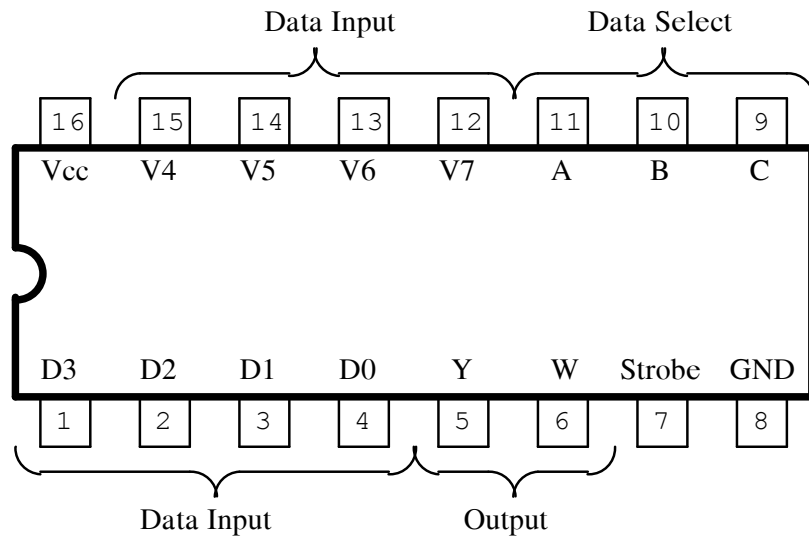 Data Input Data Select
16 15 14 13 12 11 10 9
Vcc V4 V5 V6 V7 A B C
D3 D2 D1 D0 Y W Strobe GND
1 2 3 4 5 6 7 8
Data Input Output